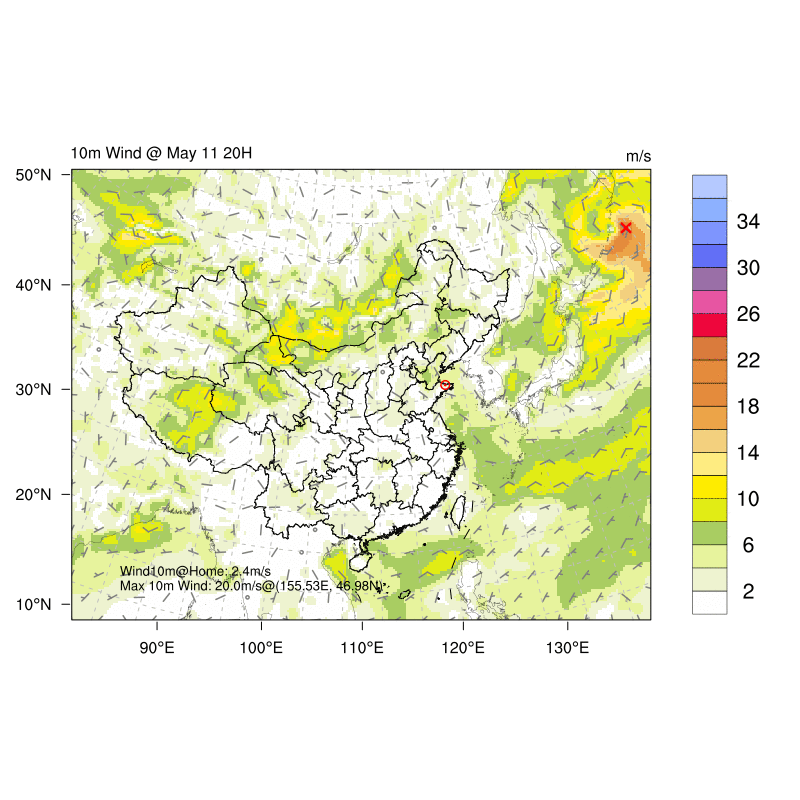 10m Wind @ May 11 20H
m/s
50°N
40°N
30°N
20°N
10°N
34
30
26
22
18
14
10
6
2
Wind10m@Home: 2.4m/s
Max 10m Wind: 20.0m/s@(155.53E, 46.98N)
90°E 100°E 110°E 120°E 130°E